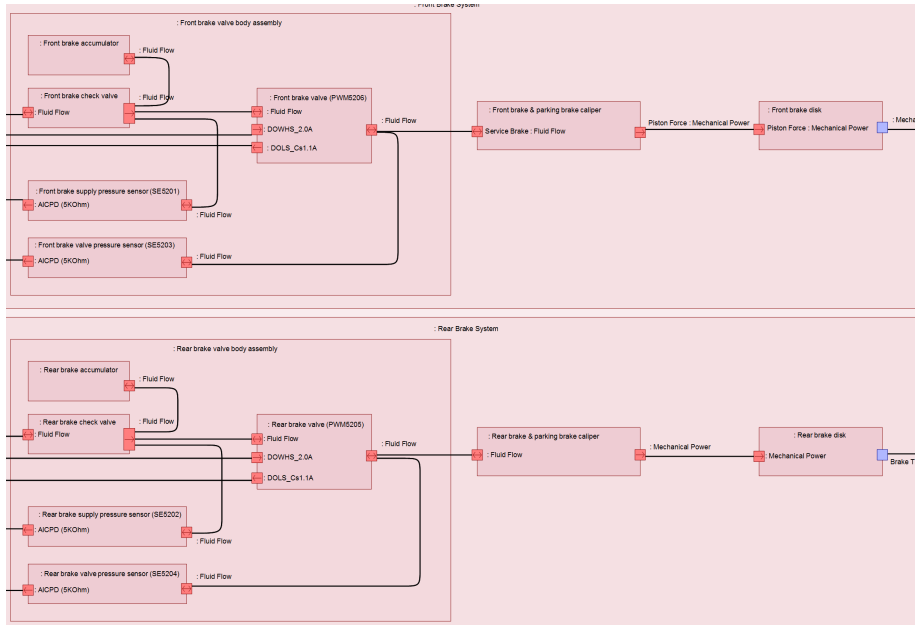 : Front Brake System
: Front brake valve body assembly
: Front brake accumulator
: Fluid Flow
: Front brake check valve
: Fluid Flow
: Fluid Flow
: Front brake valve (PWM5206)
: Fluid Flow
: DOWHS_2.0A
: DOLS_Cs1.1A
: Fluid Flow
: Front brake & parking brake caliper
Service Brake : Fluid Flow
Piston Force : Mechanical Power
: Front brake disk
Piston Force : Mechanical Power
: Mecha
: Front brake supply pressure sensor (SE5201)
: AICPD (5KOhm)
: Fluid Flow
: Front brake valve pressure sensor (SE5203)
: AICPD (5KOhm)
: Fluid Flow
: Rear Brake System
: Rear brake valve body assembly
: Rear brake accumulator
: Fluid Flow
: Rear brake check valve
: Fluid Flow
: Fluid Flow
: Rear brake valve (PWM5205)
: Fluid Flow
: DOWHS_2.0A
: DOLS_Cs1.1A
: Fluid Flow
: Rear brake & parking brake caliper
: Fluid Flow
: Mechanical Power
: Rear brake disk
: Mechanical Power
Brake T
: Rear brake supply pressure sensor (SE5202)
: AICPD (5KOhm)
: Fluid Flow
: Rear brake valve pressure sensor (SE5204)
: AICPD (5KOhm)
: Fluid Flow